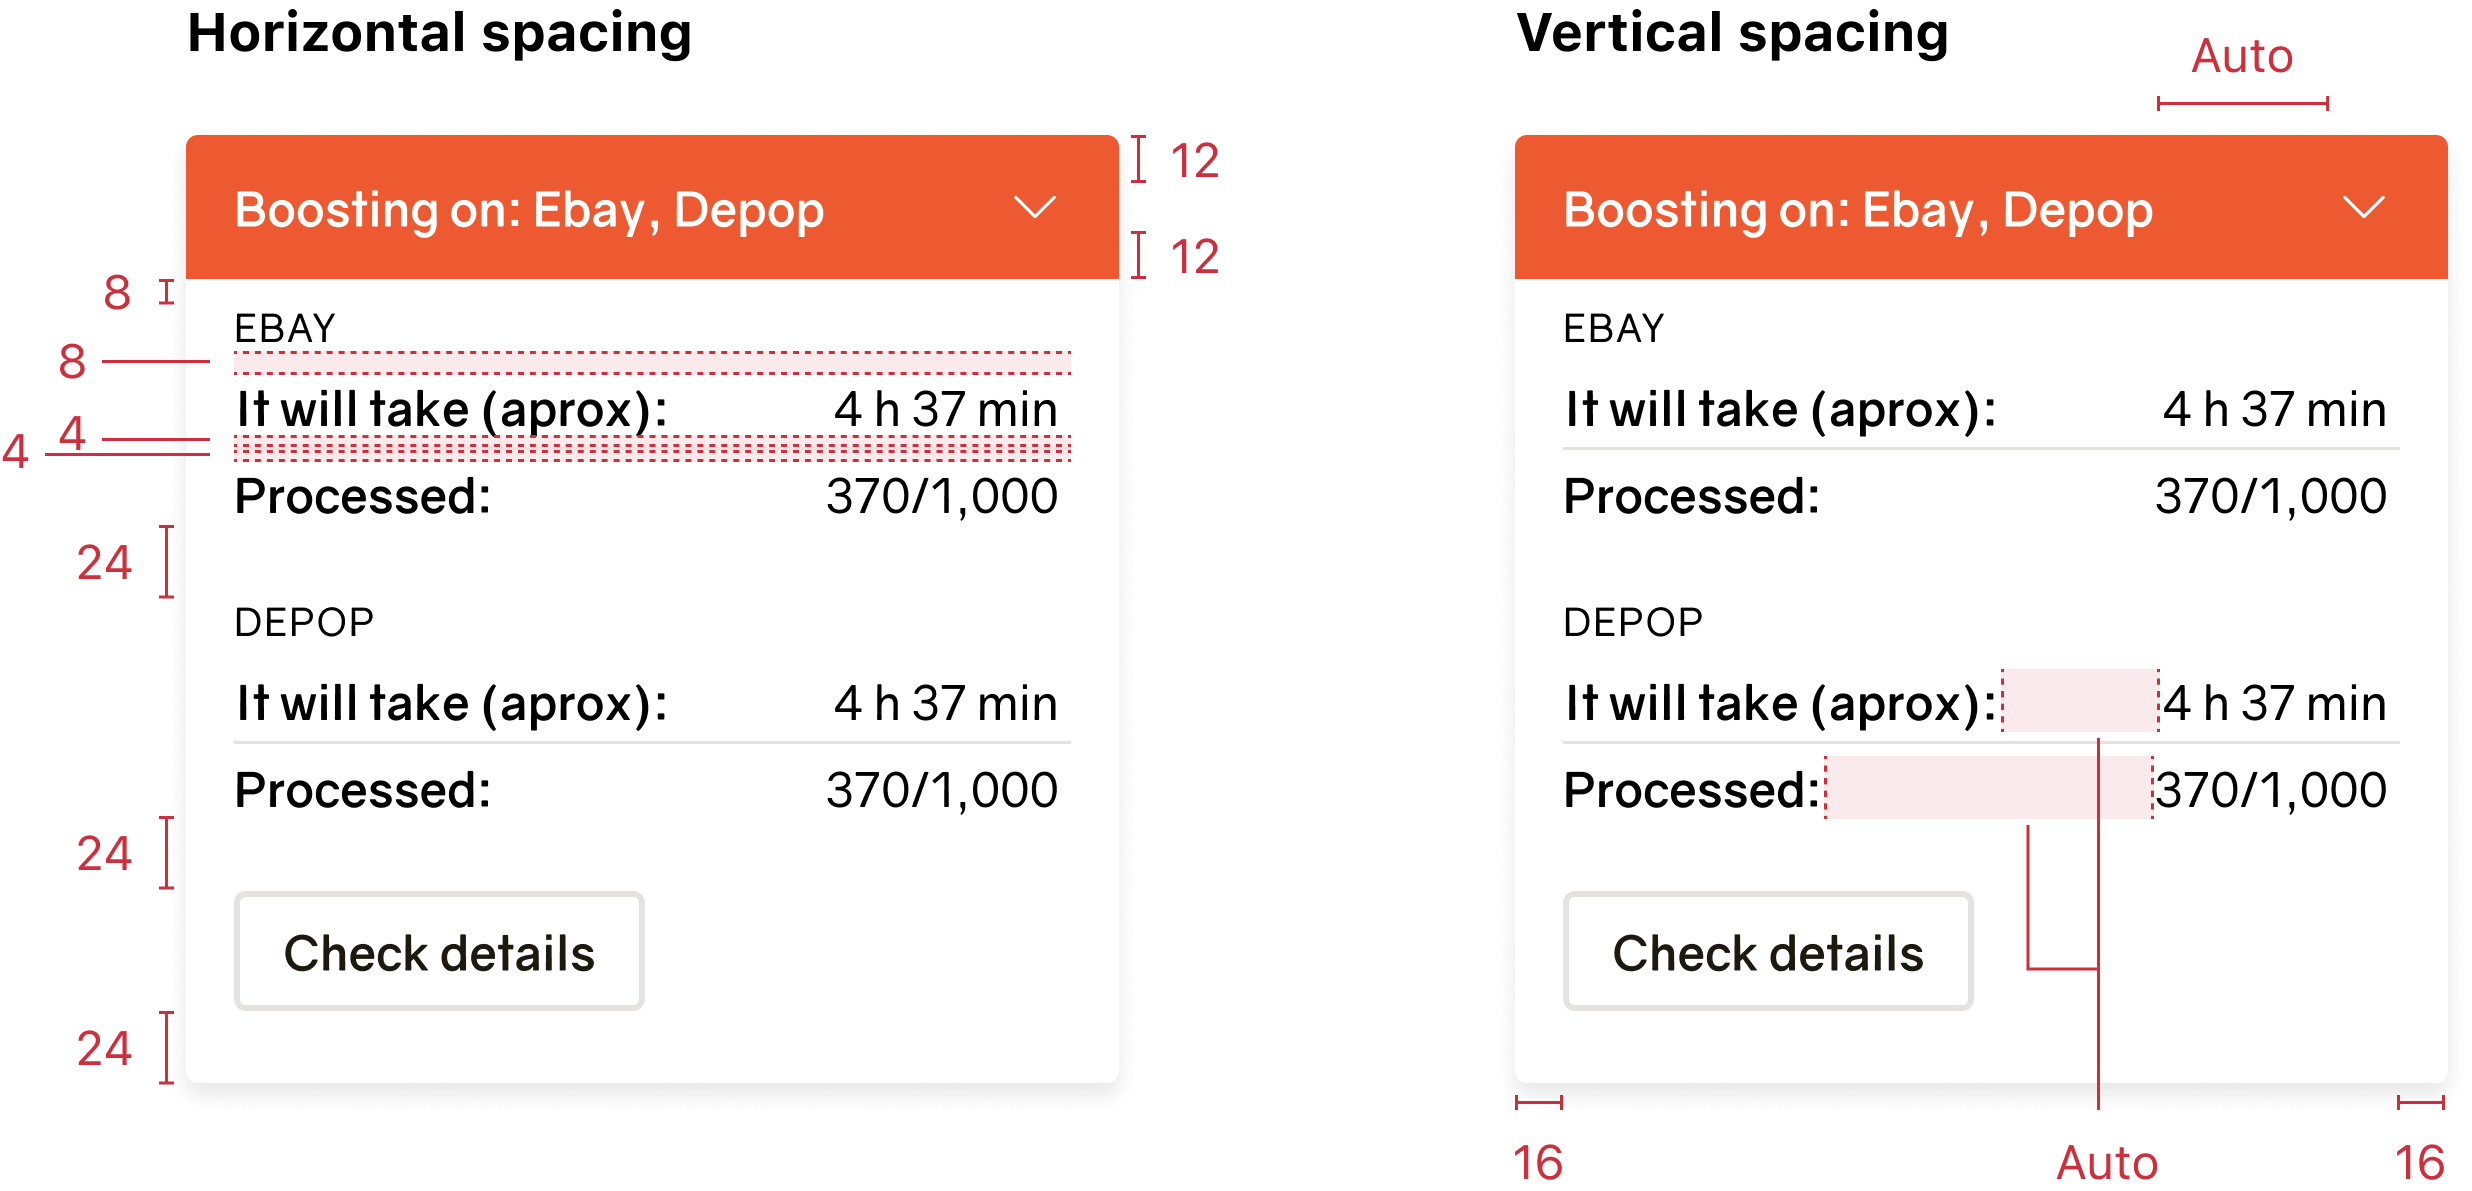 Horizontal spacing
12
Boosting on: Ebay, Depop
12
8
EBAY
8
It will take (aprox): 4 h 37 min
4
4
Processed: 370/1,000
24
DEPOP
It will take (aprox): 4 h 37 min
Processed: 370/1,000
24
Check details
24
Vertical spacing
Auto
Boosting on: Ebay, Depop
EBAY
It will take (aprox): 4 h 37 min
Processed: 370/1,000
DEPOP
It will take (aprox): 4 h 37 min
Processed: 370/1,000
Check details
16 Auto 16